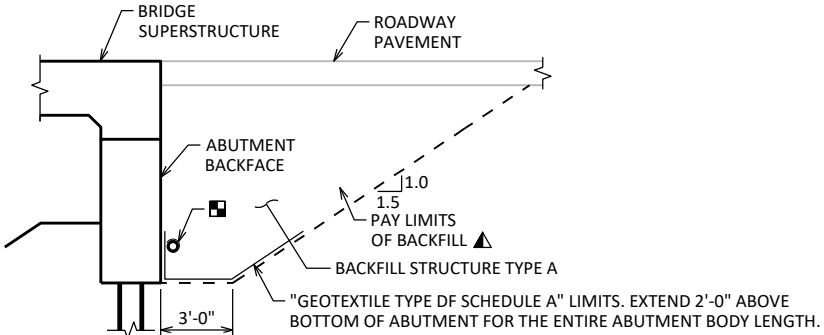 BRIDGE
SUPERSTRUCTURE
ROADWAY
PAVEMENT
ABUTMENT
BACKFACE
1.0
1.5
PAY LIMITS
OF BACKFILL
BACKFILL STRUCTURE TYPE A
"GEOTEXTILE TYPE DF SCHEDULE A" LIMITS. EXTEND 2'-0" ABOVE
BOTTOM OF ABUTMENT FOR THE ENTIRE ABUTMENT BODY LENGTH.
3'-0"